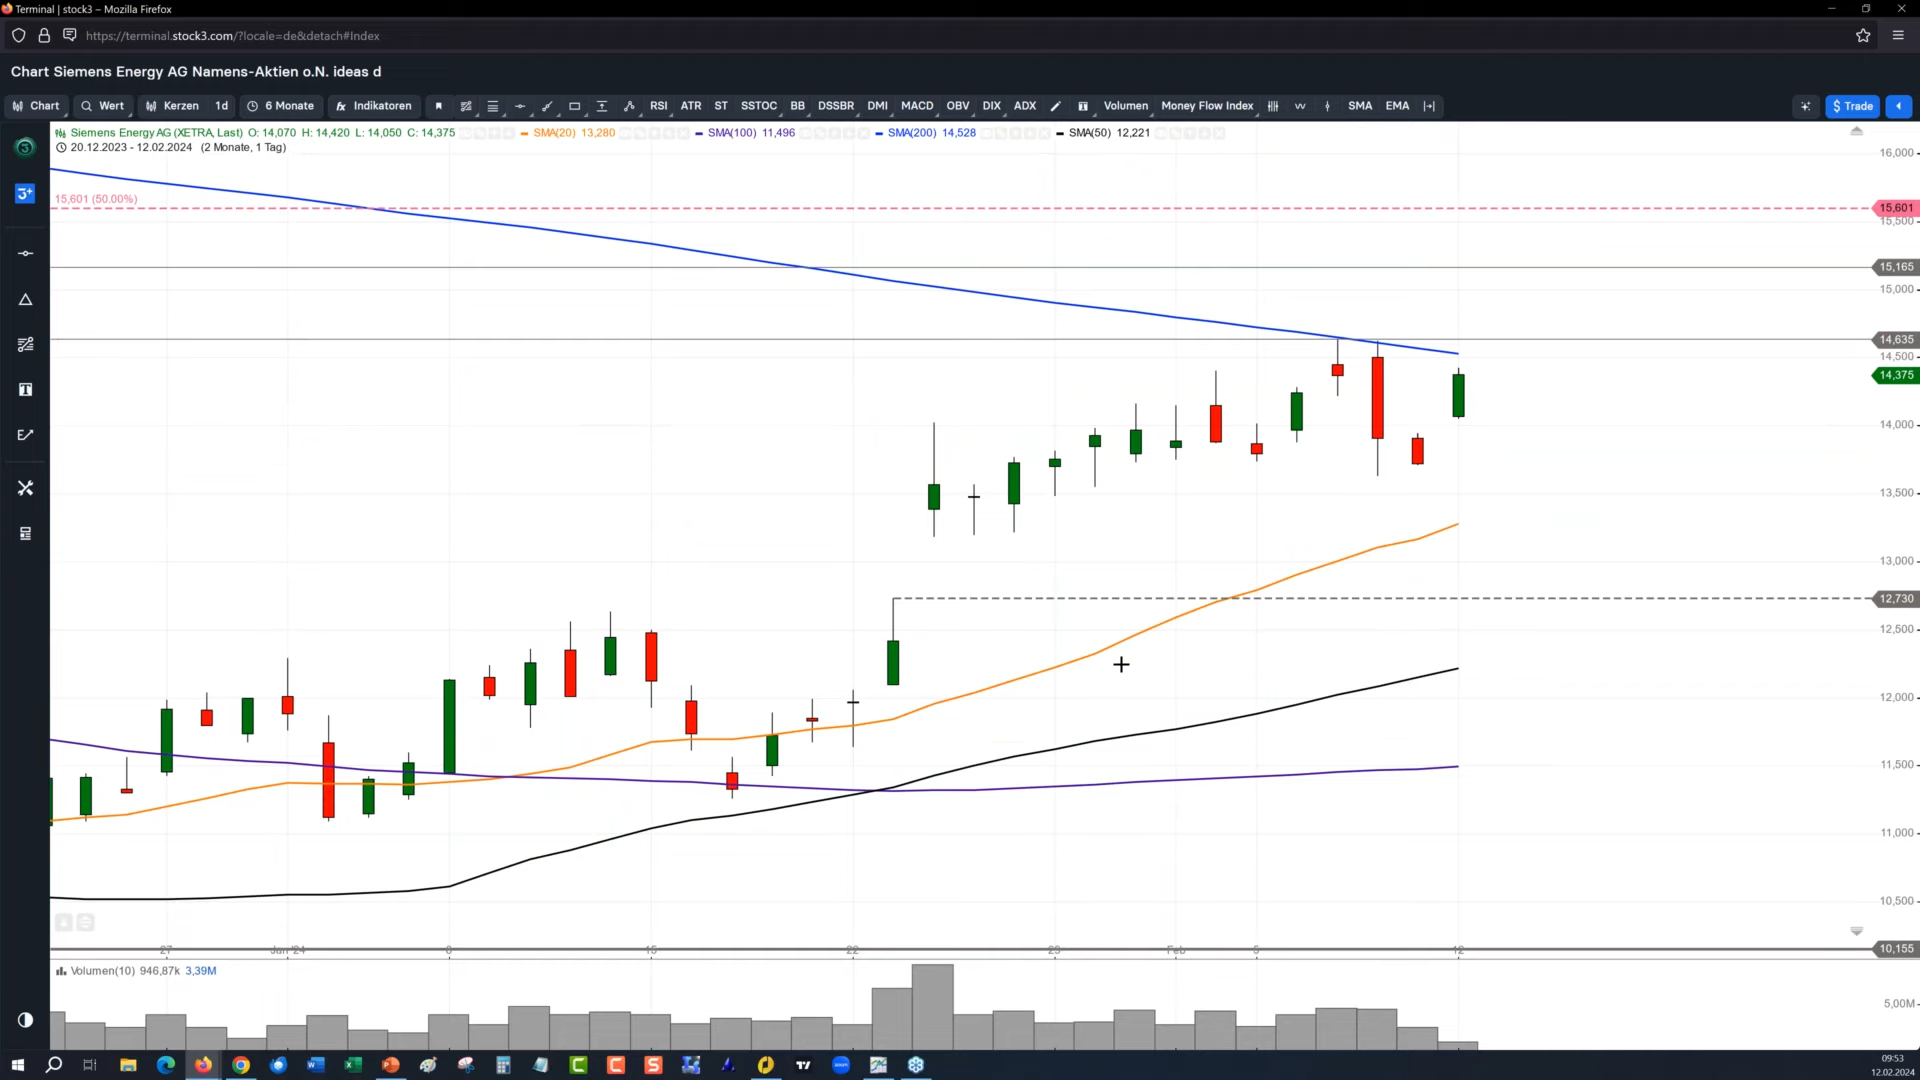 Terminal | stock3 – Mozilla Firefox
https://terminal.stock3.com/?locale=de&detach#Index
Chart Siemens Energy AG Namens-Aktien o.N. ideas d
Chart Wert Kerzen 1d 6 Monate fx Indikatoren RSI ATR ST SSTOC BB DSSBR DMI MACD OBV DIX ADX Volumen Money Flow Index SMA EMA $ Trade
Siemens Energy AG (XETRA, Last) O: 14,070 H: 14,420 L: 14,050 C: 14,375 SMA(20) 13,280 SMA(100) 11,496 SMA(200) 14,528 SMA(50) 12,221
20.12.2023 - 12.02.2024 (2 Monate, 1 Tag)
16,000
15,601 (50.00%)
15,601
15,500
15,165
15,000
14,635
14,500
14,375
14,000
13,500
13,000
12,730
12,500
12,000
11,500
11,000
10,500
10,155
27 Jan '24 8 15 22 29 Feb 5 12
Volumen(10) 946,87k 3,39M
5,00M
09:53
12.02.2024